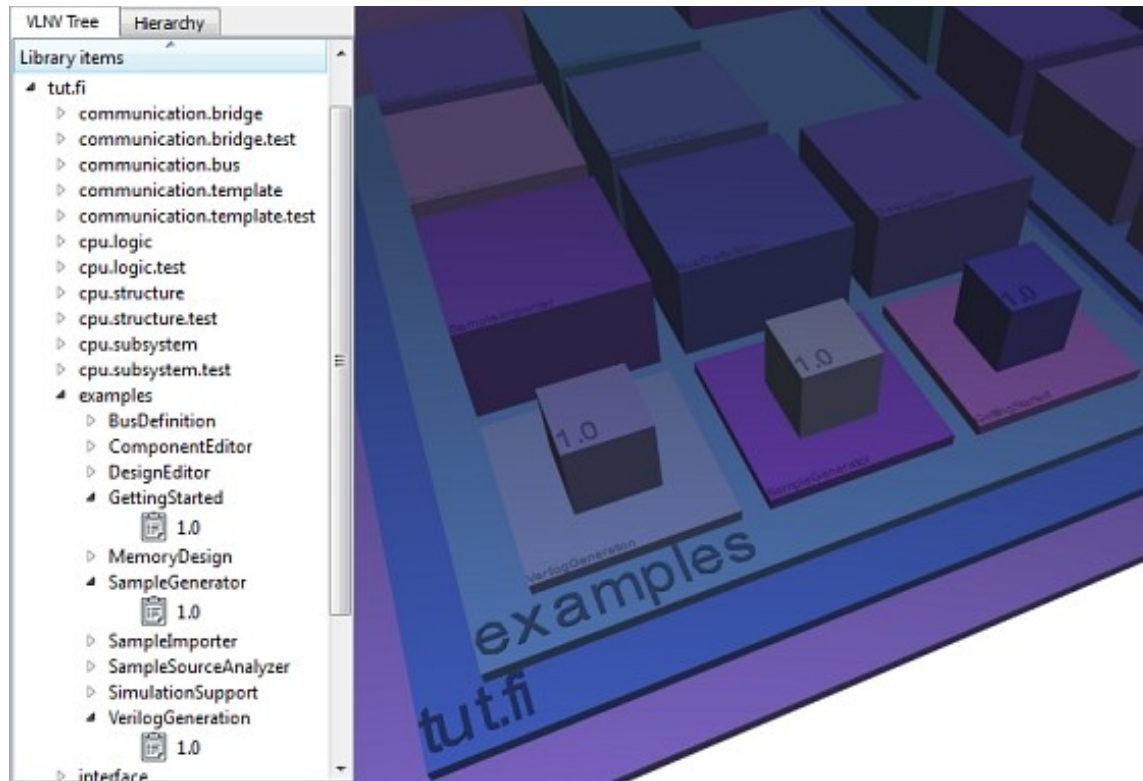 VLNV Tree
Hierarchy
Library items
tut.fi
communication.bridge
communication.bridge.test
communication.bus
communication.template
communication.template.test
cpu.logic
cpu.logic.test
cpu.structure
cpu.structure.test
cpu.subsystem
cpu.subsystem.test
examples
BusDefinition
ComponentEditor
DesignEditor
GettingStarted
1.0
MemoryDesign
SampleGenerator
1.0
SampleImporter
SampleSourceAnalyzer
SimulationSupport
VerilogGeneration
1.0
interface
BusDefinition
1.0
1.0
1.0
GettingStarted
SampleGenerator
VerilogGeneration
examples
tut.fi